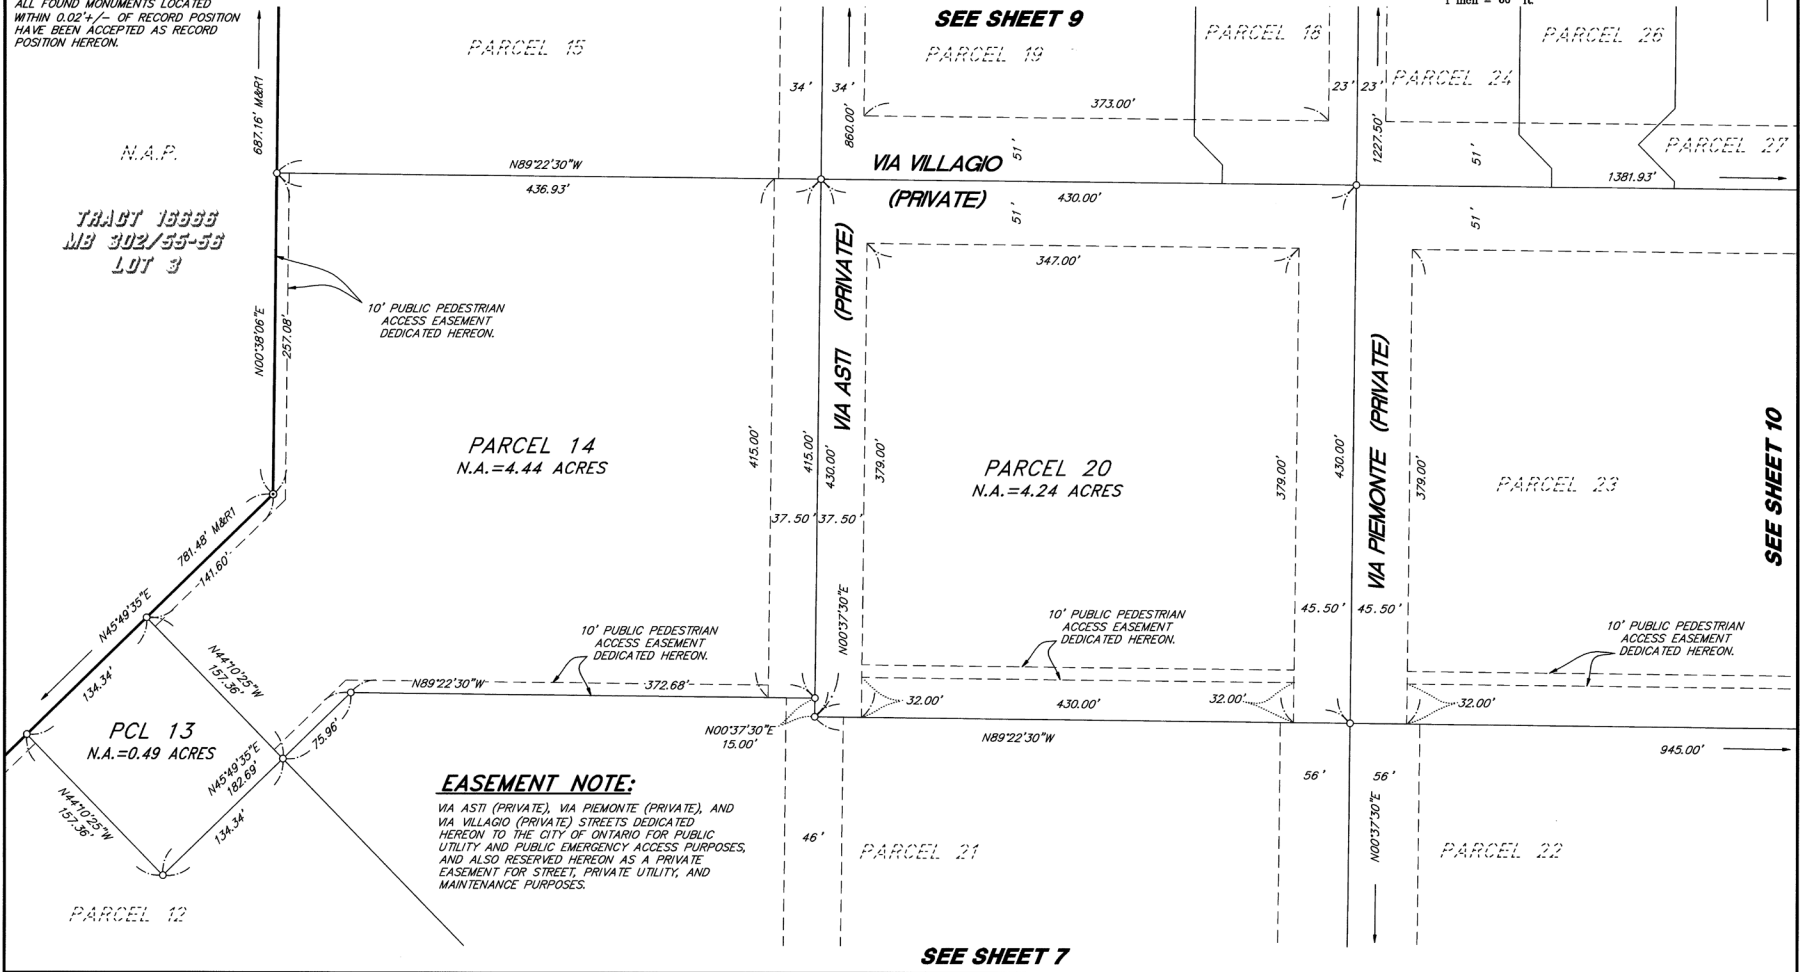 ALL FOUND MONUMENTS LOCATED
WITHIN 0.02'+/- OF RECORD POSITION
HAVE BEEN ACCEPTED AS RECORD
POSITION HEREON.
SEE SHEET 9
PARCEL 15
PARCEL 19
PARCEL 18
PARCEL 26
PARCEL 24
PARCEL 27
687.16' M&R1
34'
34'
860.00'
373.00'
23'
23'
1227.50'
51'
51'
N.A.P.
N89°22'30"W
436.93'
VIA VILLAGIO
(PRIVATE)
430.00'
1381.93'
51'
51'
TRACT 16666
MB 302/55-56
LOT 3
10' PUBLIC PEDESTRIAN
ACCESS EASEMENT
DEDICATED HEREON.
N00°38'06"E
257.08'
347.00'
VIA ASTI (PRIVATE)
VIA PIEMONTE (PRIVATE)
PARCEL 14
N.A.=4.44 ACRES
415.00'
415.00'
430.00'
379.00'
PARCEL 20
N.A.=4.24 ACRES
379.00'
430.00'
379.00'
PARCEL 23
SEE SHEET 10
37.50'
37.50'
781.48' M&R1
141.60'
N45°49'35"E
134.34'
N44°10'25"W
157.36'
N00°37'30"E
45.50'
45.50'
10' PUBLIC PEDESTRIAN
ACCESS EASEMENT
DEDICATED HEREON.
10' PUBLIC PEDESTRIAN
ACCESS EASEMENT
DEDICATED HEREON.
10' PUBLIC PEDESTRIAN
ACCESS EASEMENT
DEDICATED HEREON.
N89°22'30"W
372.68'
32.00'
430.00'
32.00'
32.00'
PCL 13
N.A.=0.49 ACRES
75.96'
N45°49'35"E
182.69'
134.34'
N44°10'25"W
157.36'
N00°37'30"E
15.00'
N89°22'30"W
945.00'
EASEMENT NOTE:
VIA ASTI (PRIVATE), VIA PIEMONTE (PRIVATE), AND
VIA VILLAGIO (PRIVATE) STREETS DEDICATED
HEREON TO THE CITY OF ONTARIO FOR PUBLIC
UTILITY AND PUBLIC EMERGENCY ACCESS PURPOSES,
AND ALSO RESERVED HEREON AS A PRIVATE
EASEMENT FOR STREET, PRIVATE UTILITY, AND
MAINTENANCE PURPOSES.
46'
56'
56'
N00°37'30"E
PARCEL 21
PARCEL 22
PARCEL 12
SEE SHEET 7